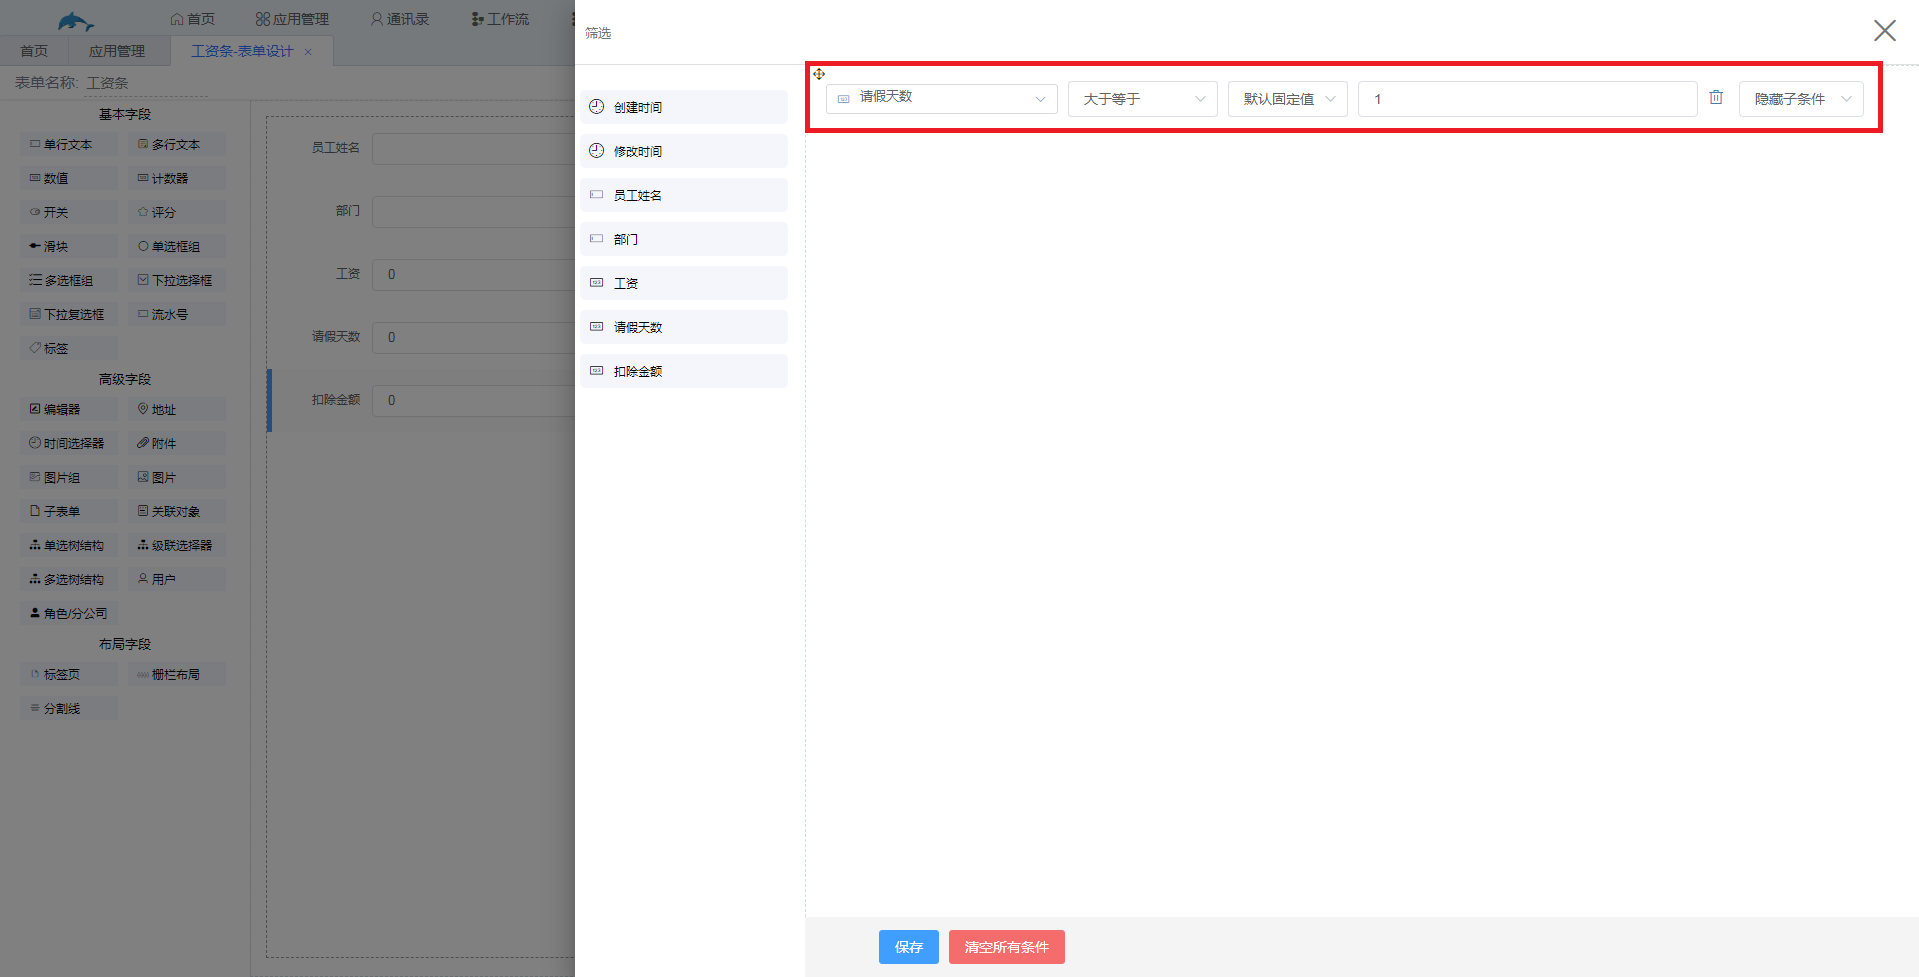 首页 应用管理 通讯录 工作流
首页 应用管理 工资条-表单设计 ×
表单名称: 工资条
基本字段
单行文本 多行文本
数值 计数器
开关 评分
滑块 单选框组
多选框组 下拉选择框
下拉复选框 流水号
标签
高级字段
编辑器 地址
时间选择器 附件
图片组 图片
子表单 关联对象
单选树结构 级联选择器
多选树结构 用户
角色/分公司
布局字段
标签页 栅栏布局
分割线
员工姓名
部门
工资 0
请假天数 0
扣除金额 0
筛选
创建时间
修改时间
员工姓名
部门
123 工资
123 请假天数
123 扣除金额
请假天数 大于等于 默认固定值 1 隐藏子条件
保存 清空所有条件